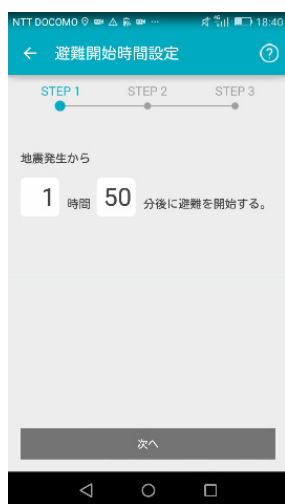 NTT DOCOMO 18:40
避難開始時間設定
STEP 1 STEP 2 STEP 3
地震発生から
1 時間 50 分後に避難を開始する。
次へ